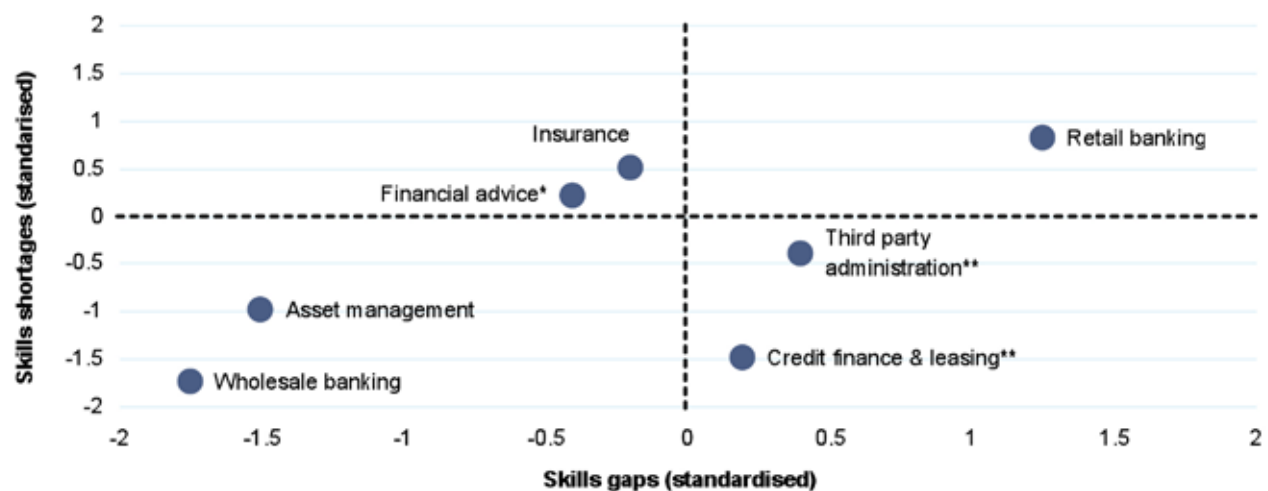 2
1.5
1
0.5
0
-0.5
-1
-1.5
-2
Skills shortages (standarised)
Insurance
Retail banking
Financial advice*
Third party
administration**
Asset management
Credit finance & leasing**
Wholesale banking
-2 -1.5 -1 -0.5 0 0.5 1 1.5 2
Skills gaps (standardised)